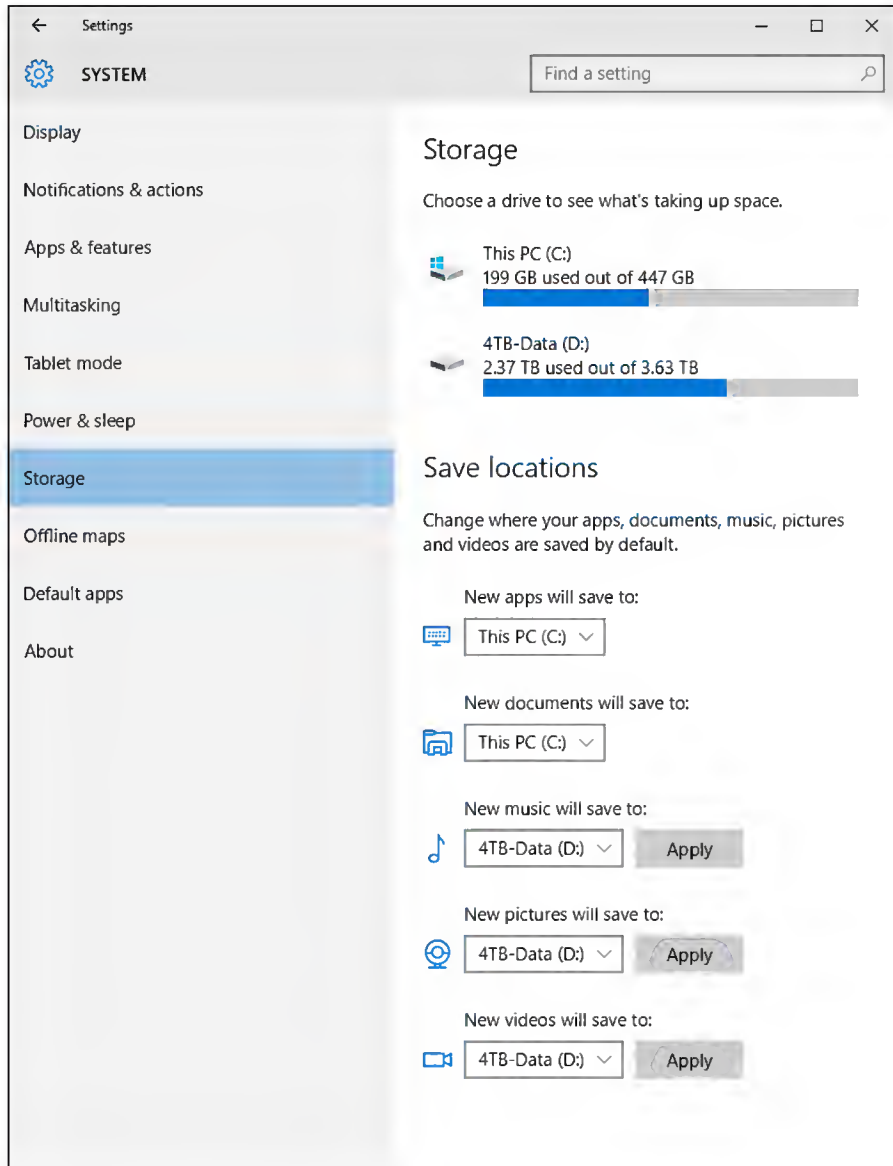 Settings
SYSTEM
Find a setting
Display
Notifications & actions
Apps & features
Multitasking
Tablet mode
Power & sleep
Storage
Offline maps
Default apps
About
Storage
Choose a drive to see what's taking up space.
This PC (C:)
199 GB used out of 447 GB
4TB-Data (D:)
2.37 TB used out of 3.63 TB
Save locations
Change where your apps, documents, music, pictures
and videos are saved by default.
New apps will save to:
This PC (C:)
New documents will save to:
This PC (C:)
New music will save to:
4TB-Data (D:)
Apply
New pictures will save to:
4TB-Data (D:)
Apply
New videos will save to:
4TB-Data (D:)
Apply